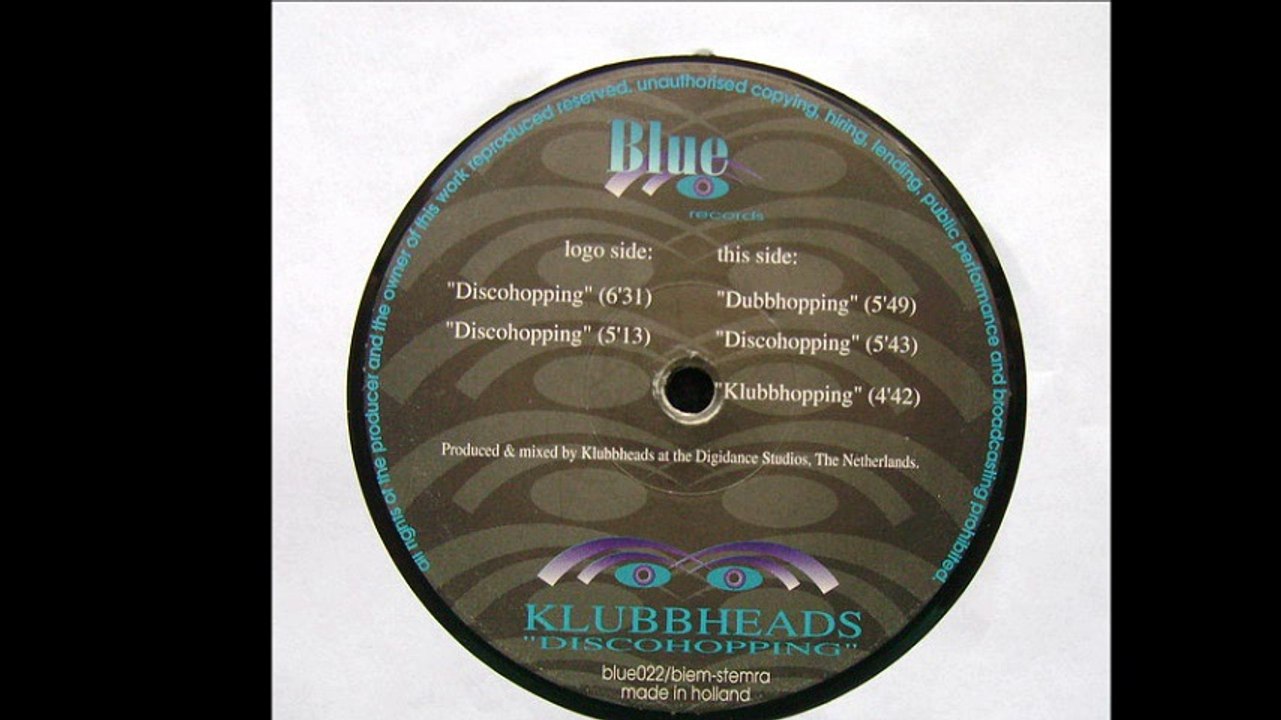 all rights of the producer and the owner of this work reproduced reserved. unauthorised copying, hiring, lending, public performance and broadcasting prohibited.
Blue
records
logo side:
"Discohopping" (6'31)
"Discohopping" (5'13)
this side:
"Dubbhopping" (5'49)
"Discohopping" (5'43)
"Klubbhopping" (4'42)
Produced & mixed by Klubbheads at the Digidance Studios, The Netherlands.
KLUBBHEADS
"DISCOHOPPING"
blue022/biem-stemra
made in holland